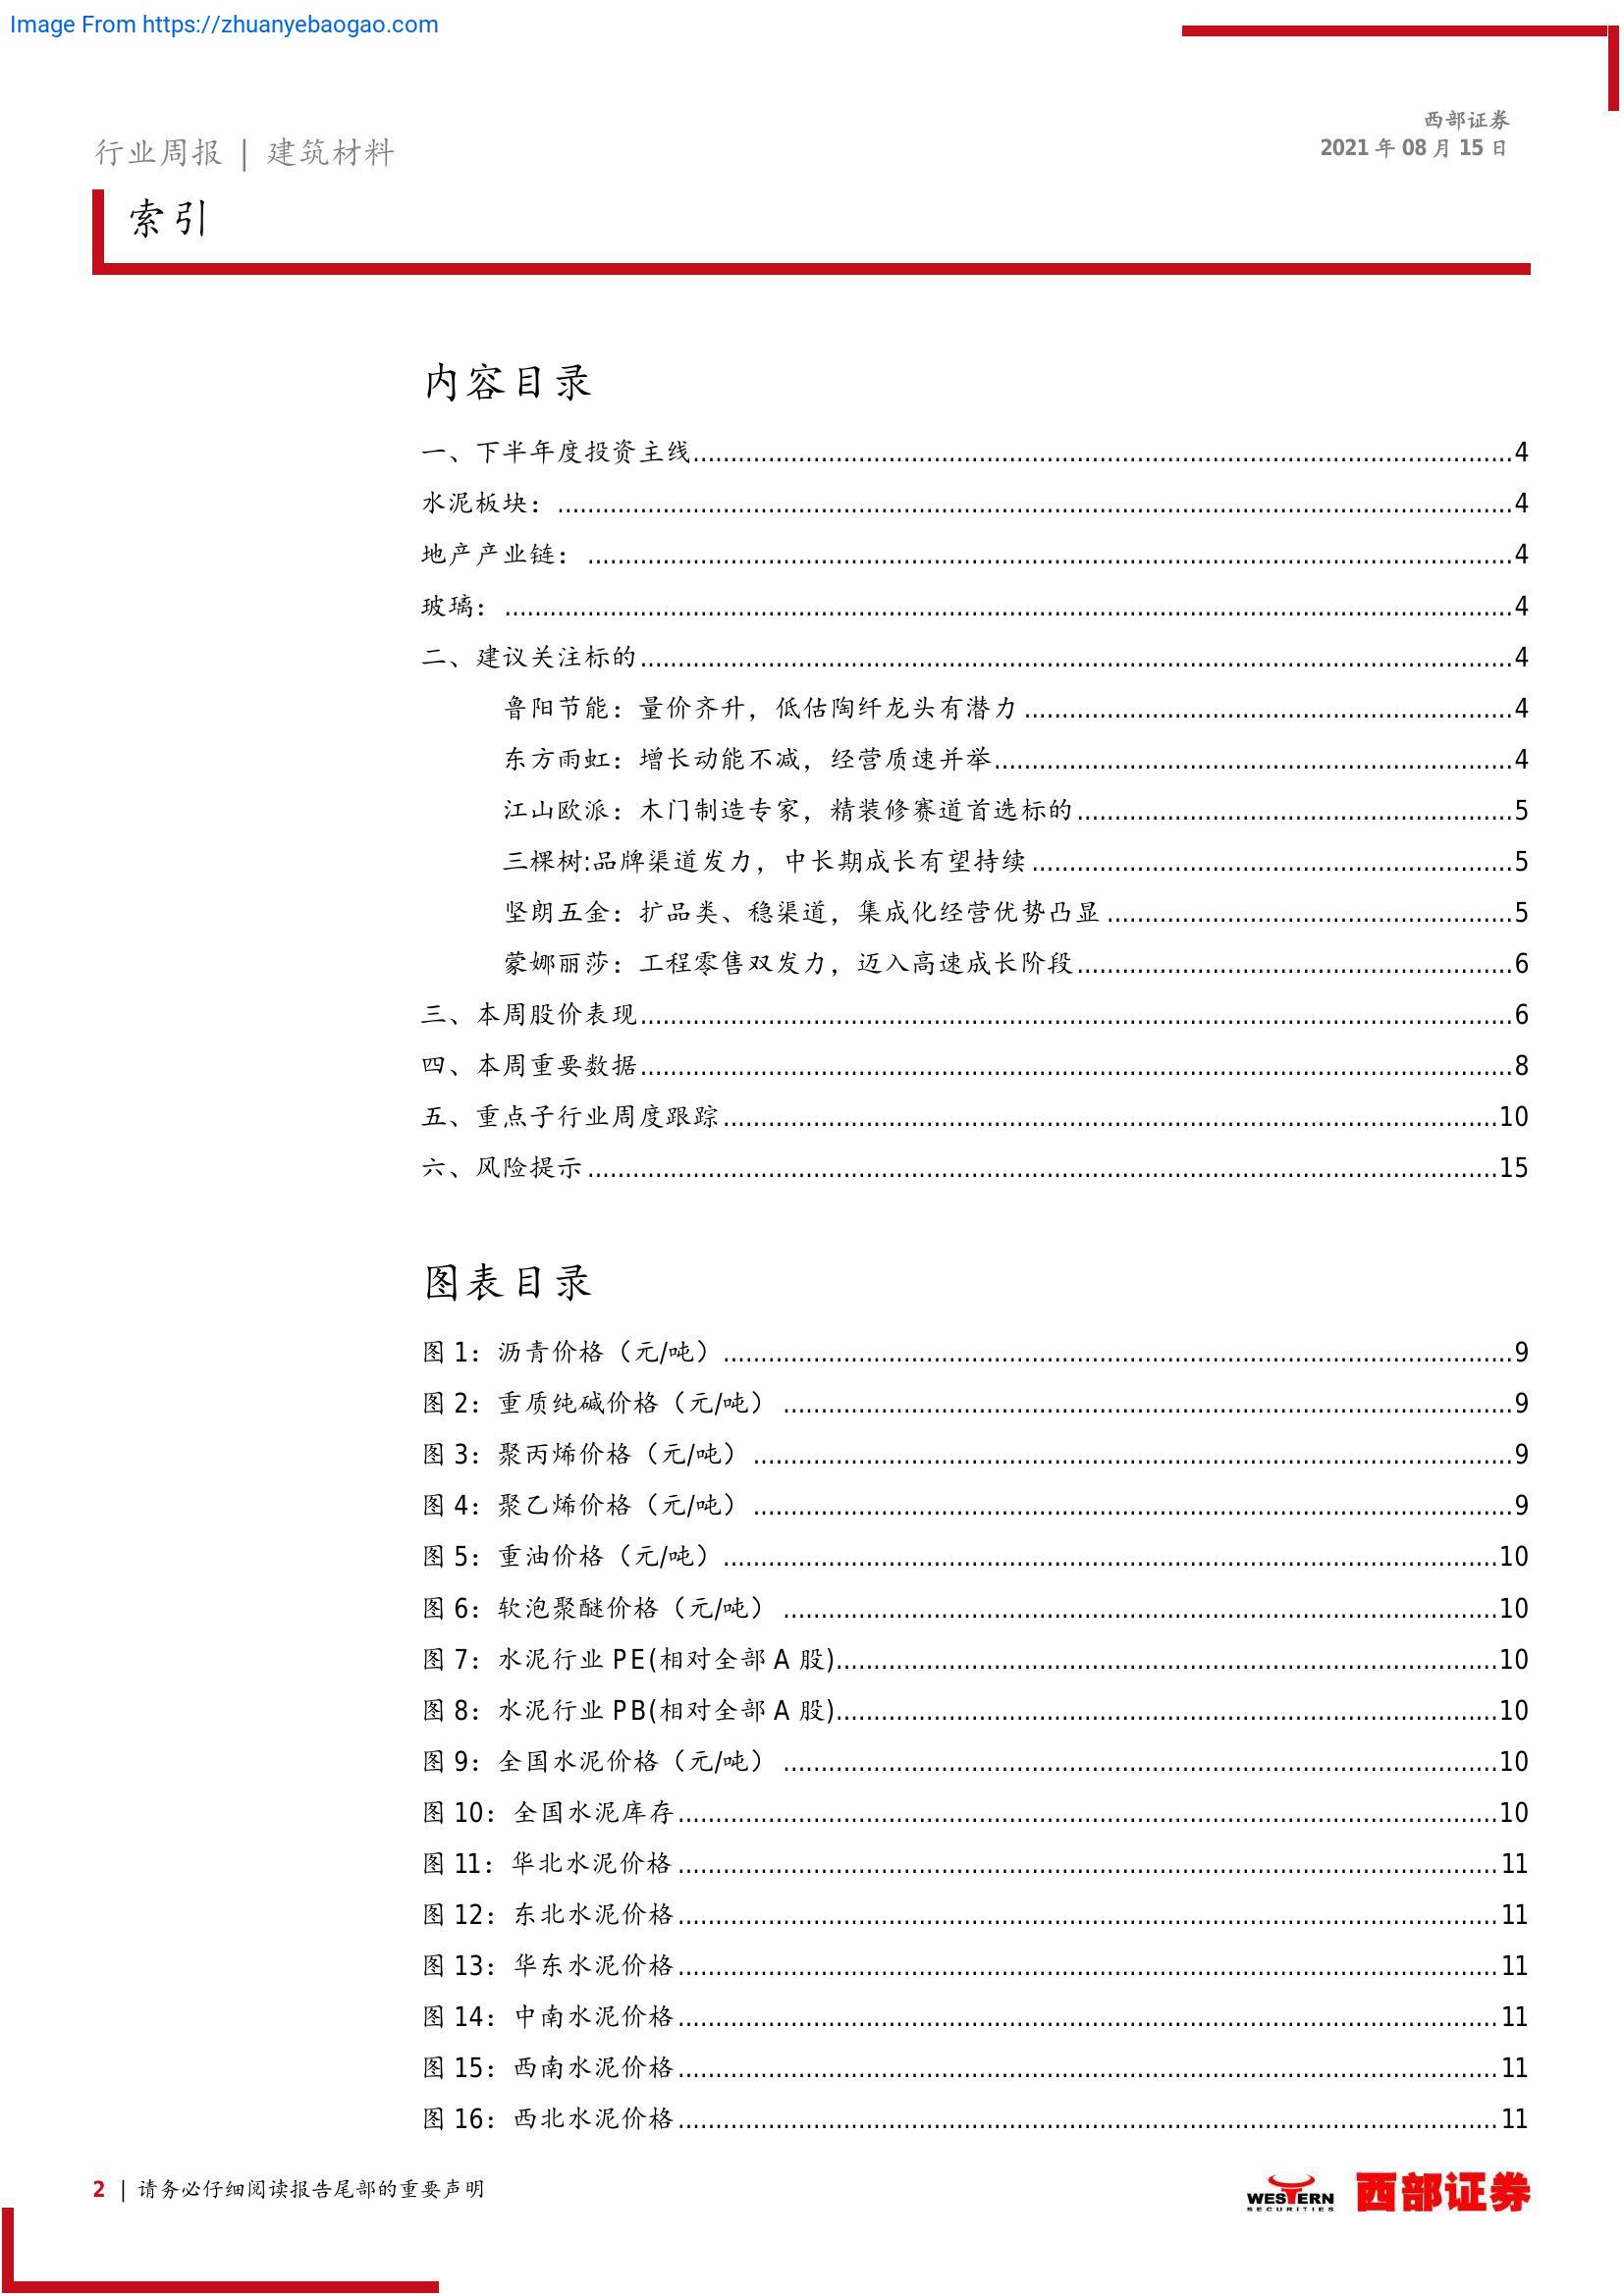 Image From https://zhuanyebaogao.com
西部证券
行业周报 | 建筑材料
2021 年 08 月 15 日
索引
内容目录
一、下半年度投资主线 4
水泥板块： 4
地产产业链： 4
玻璃： 4
二、建议关注标的 4
鲁阳节能：量价齐升，低估陶纤龙头有潜力 4
东方雨虹：增长动能不减，经营质速并举 4
江山欧派：木门制造专家，精装修赛道首选标的 5
三棵树:品牌渠道发力，中长期成长有望持续 5
坚朗五金：扩品类、稳渠道，集成化经营优势凸显 5
蒙娜丽莎：工程零售双发力，迈入高速成长阶段 6
三、本周股价表现 6
四、本周重要数据 8
五、重点子行业周度跟踪 10
六、风险提示 15
图表目录
图 1：沥青价格（元/吨） 9
图 2：重质纯碱价格（元/吨） 9
图 3：聚丙烯价格（元/吨） 9
图 4：聚乙烯价格（元/吨） 9
图 5：重油价格（元/吨） 10
图 6：软泡聚醚价格（元/吨） 10
图 7：水泥行业 PE(相对全部 A 股) 10
图 8：水泥行业 PB(相对全部 A 股) 10
图 9：全国水泥价格（元/吨） 10
图 10：全国水泥库存 10
图 11：华北水泥价格 11
图 12：东北水泥价格 11
图 13：华东水泥价格 11
图 14：中南水泥价格 11
图 15：西南水泥价格 11
图 16：西北水泥价格 11
2 | 请务必仔细阅读报告尾部的重要声明
WESTERN
SECURITIES
西部证券